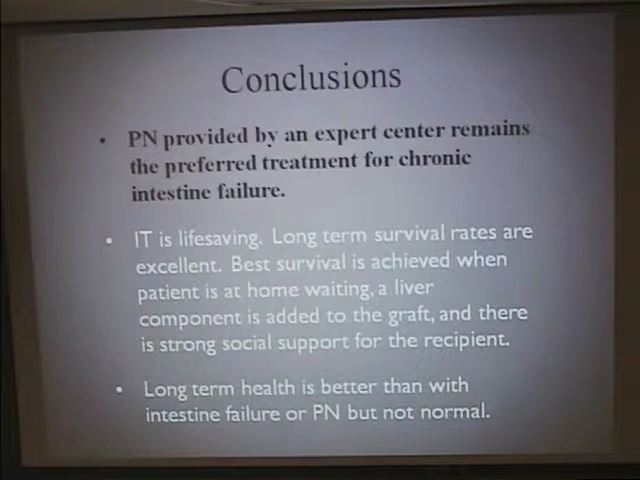 Conclusions
• PN provided by an expert center remains
the preferred treatment for chronic
intestine failure.
• IT is lifesaving. Long term survival rates are
excellent. Best survival is achieved when
patient is at home waiting, a liver
component is added to the graft, and there
is strong social support for the recipient.
• Long term health is better than with
intestine failure or PN but not normal.